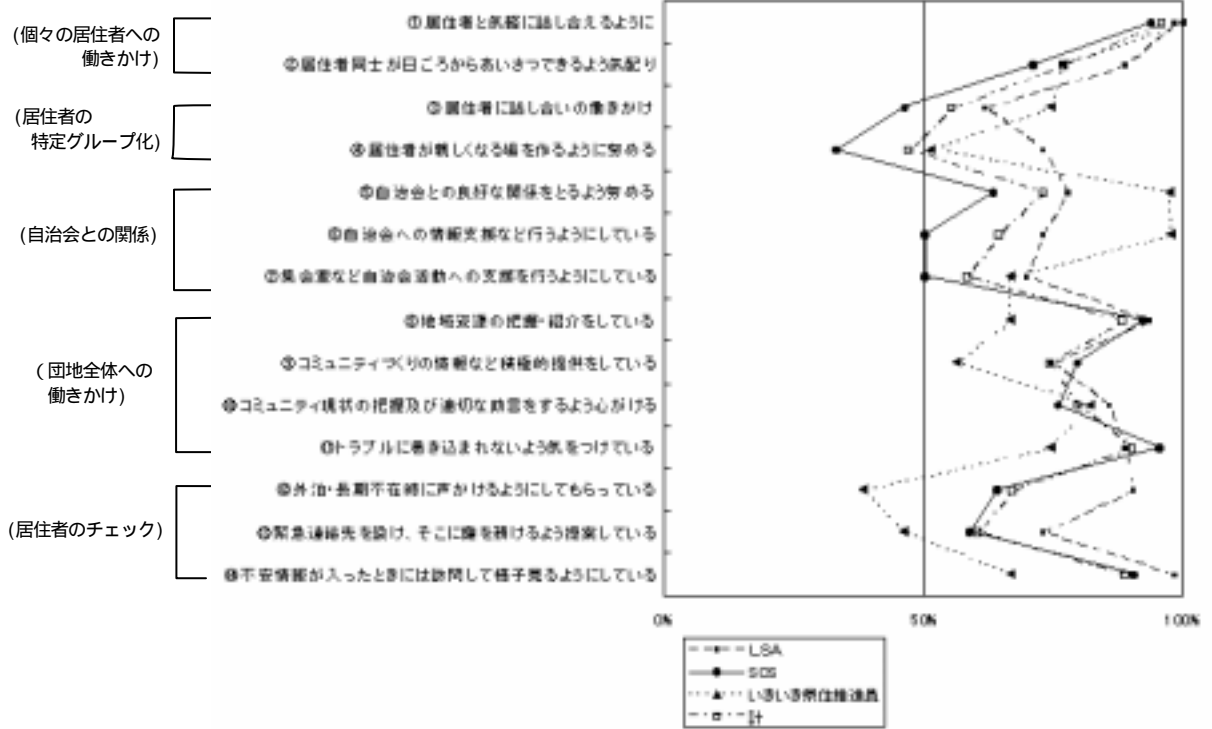 (個々の居住者への
働きかけ)
①居住者と気軽に話し合えるように
②居住者同士が日ごろからあいさつできるよう気配り
(居住者の
特定グループ化)
③居住者に話し合いの働きかけ
④居住者が親しくなる場を作るように努める
(自治会との関係)
⑤自治会との良好な関係をとるよう努める
⑥自治会への情報支援など行うようにしている
⑦集会室など自治会活動への支援を行うようにしている
(団地全体への
働きかけ)
⑧地域資源の把握・紹介をしている
⑨コミュニティづくりの情報など積極的提供をしている
⑩コミュニティ現状の把握及び適切な助言をするよう心がける
⑪トラブルに巻き込まれないよう気をつけている
(居住者のチェック)
⑫外泊・長期不在時に声かけるようにしてもらっている
⑬緊急連絡先を設け、そこに鍵を預けるよう提案している
⑭不安情報が入ったときには訪問して様子見るようにしている
0% 50% 100%
LSA
SCS
いきいき県住推進員
計